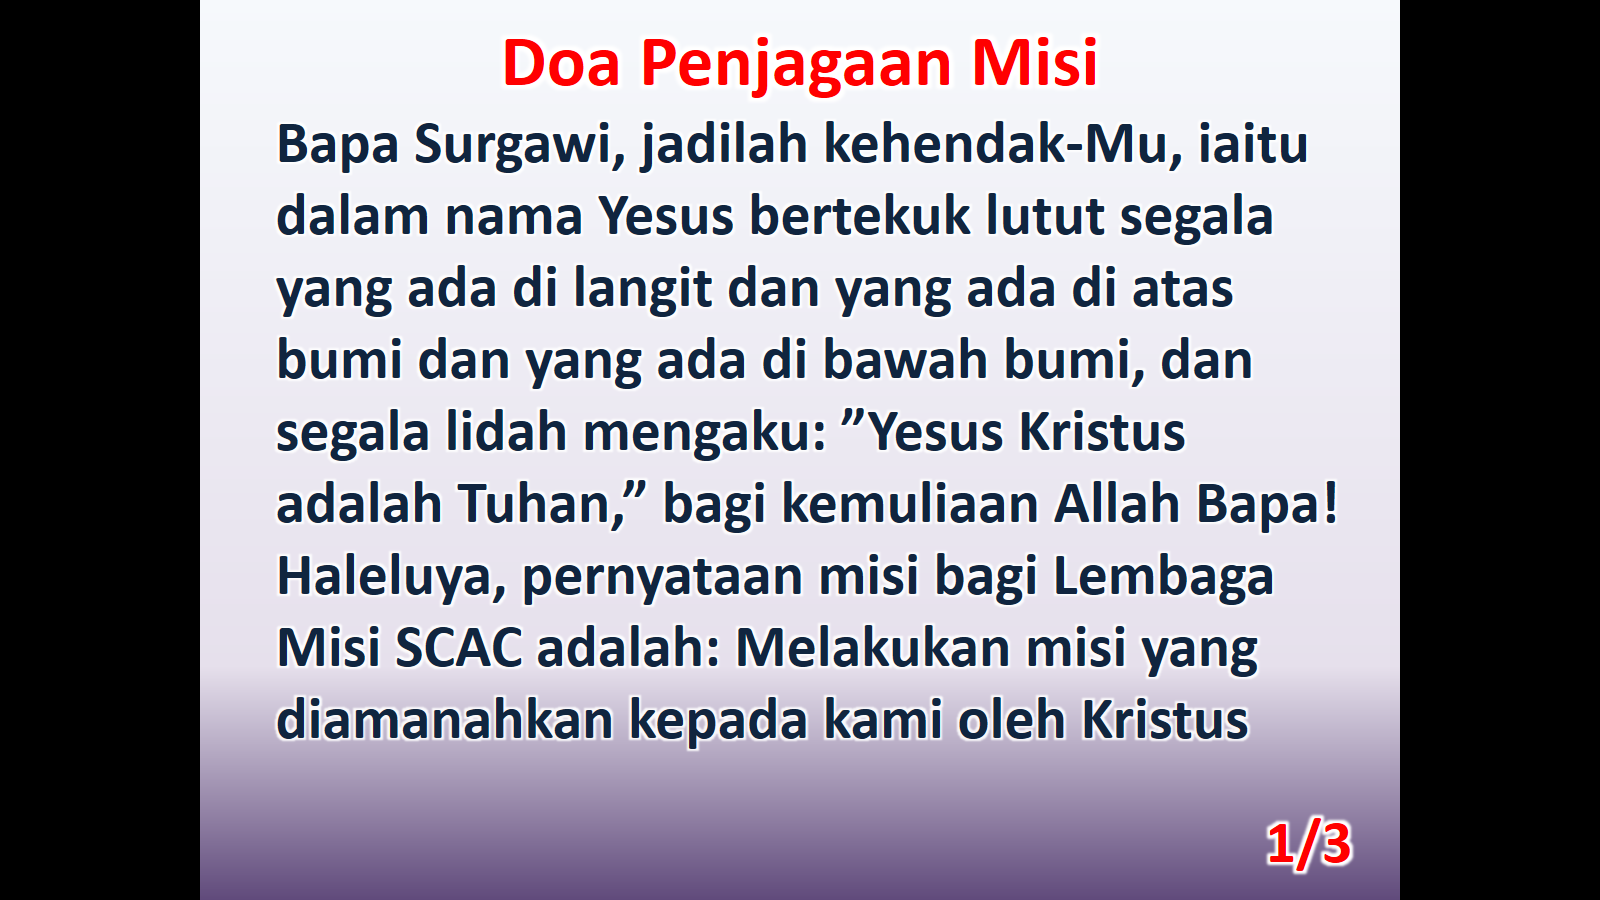 Doa Penjagaan Misi
Bapa Surgawi, jadilah kehendak-Mu, iaitu
dalam nama Yesus bertekuk lutut segala
yang ada di langit dan yang ada di atas
bumi dan yang ada di bawah bumi, dan
segala lidah mengaku: ”Yesus Kristus
adalah Tuhan,” bagi kemuliaan Allah Bapa!
Haleluya, pernyataan misi bagi Lembaga
Misi SCAC adalah: Melakukan misi yang
diamanahkan kepada kami oleh Kristus
1/3